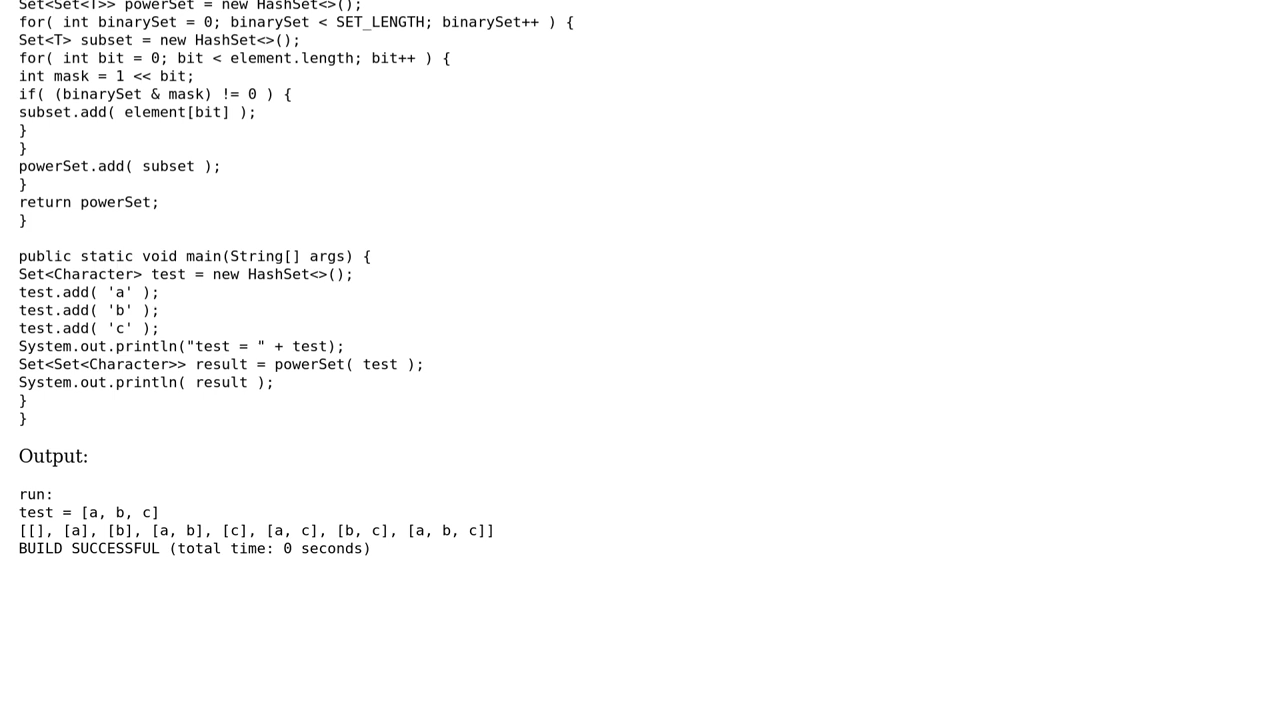 Set<Set<T>> powerSet = new HashSet<>();
for( int binarySet = 0; binarySet < SET_LENGTH; binarySet++ ) {
Set<T> subset = new HashSet<>();
for( int bit = 0; bit < element.length; bit++ ) {
int mask = 1 << bit;
if( (binarySet & mask) != 0 ) {
subset.add( element[bit] );
}
}
powerSet.add( subset );
}
return powerSet;
}

public static void main(String[] args) {
Set<Character> test = new HashSet<>();
test.add( 'a' );
test.add( 'b' );
test.add( 'c' );
System.out.println("test = " + test);
Set<Set<Character>> result = powerSet( test );
System.out.println( result );
}
}
Output:
run:
test = [a, b, c]
[[], [a], [b], [a, b], [c], [a, c], [b, c], [a, b, c]]
BUILD SUCCESSFUL (total time: 0 seconds)